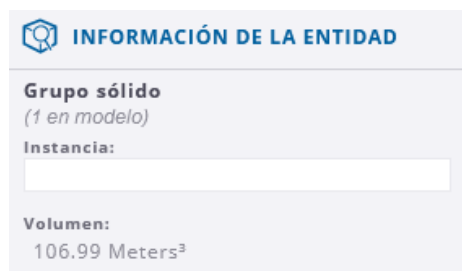 INFORMACIÓN DE LA ENTIDAD
Grupo sólido
(1 en modelo)
Instancia:
Volumen:
106.99 Meters³